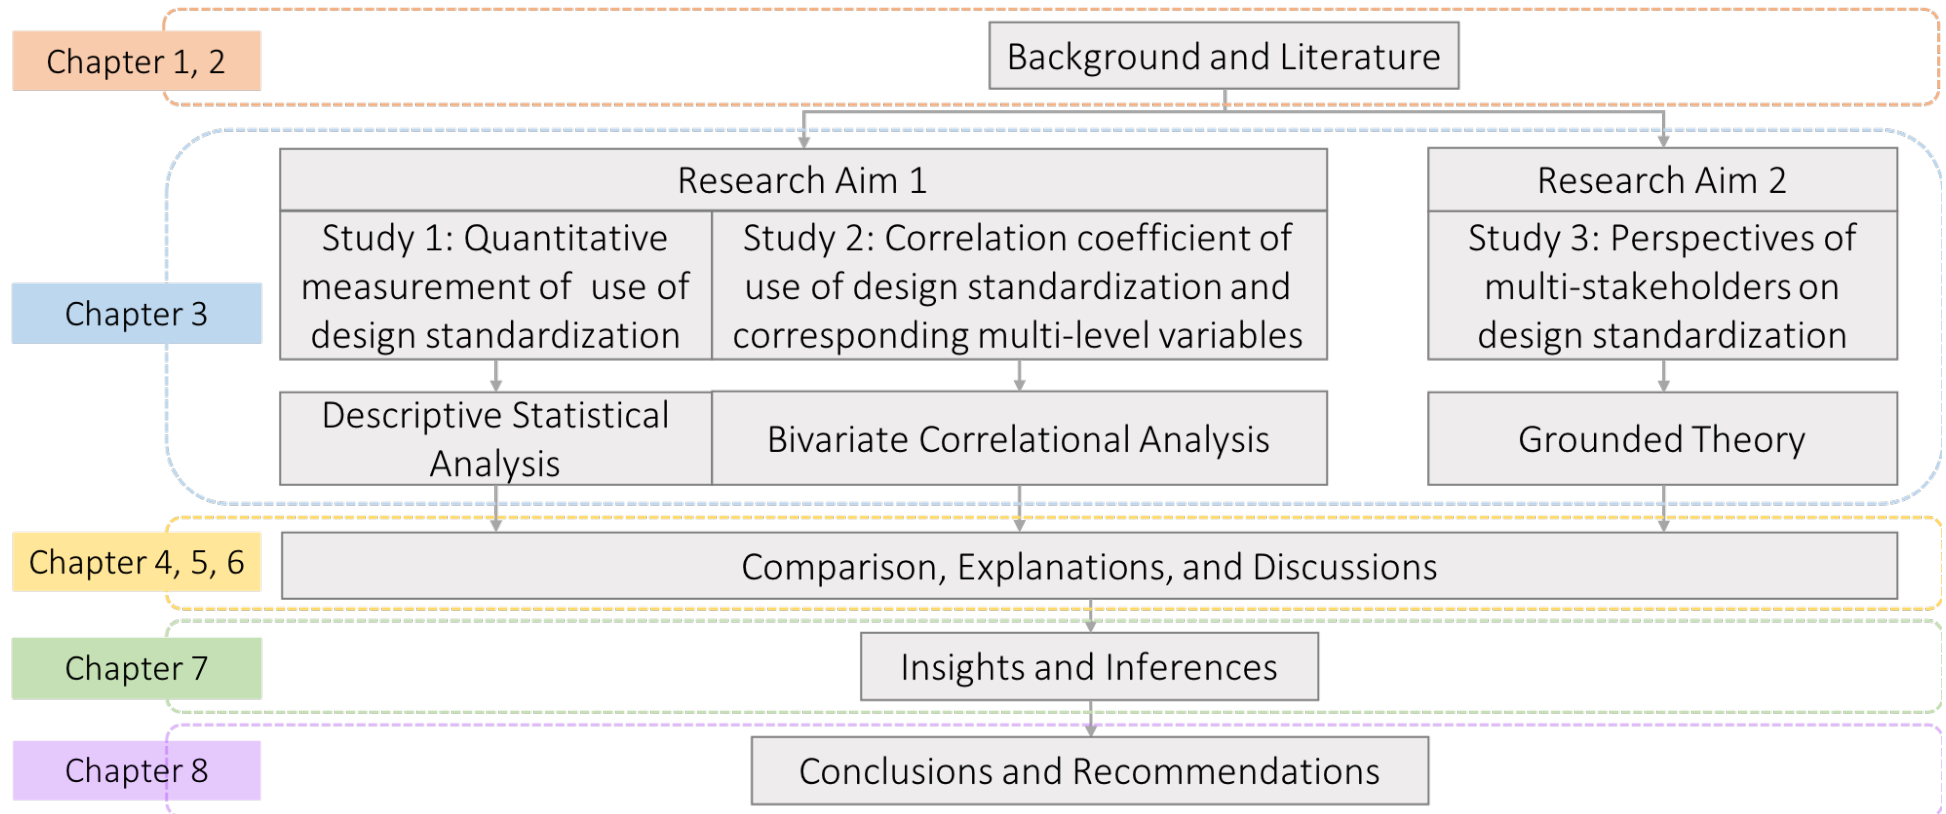 Chapter 1, 2
Background and Literature
Chapter 3
Research Aim 1
Study 1: Quantitative
measurement of use of
design standardization
Study 2: Correlation coefficient of
use of design standardization and
corresponding multi-level variables
Research Aim 2
Study 3: Perspectives of
multi-stakeholders on
design standardization
Descriptive Statistical
Analysis
Bivariate Correlational Analysis
Grounded Theory
Chapter 4, 5, 6
Comparison, Explanations, and Discussions
Chapter 7
Insights and Inferences
Chapter 8
Conclusions and Recommendations